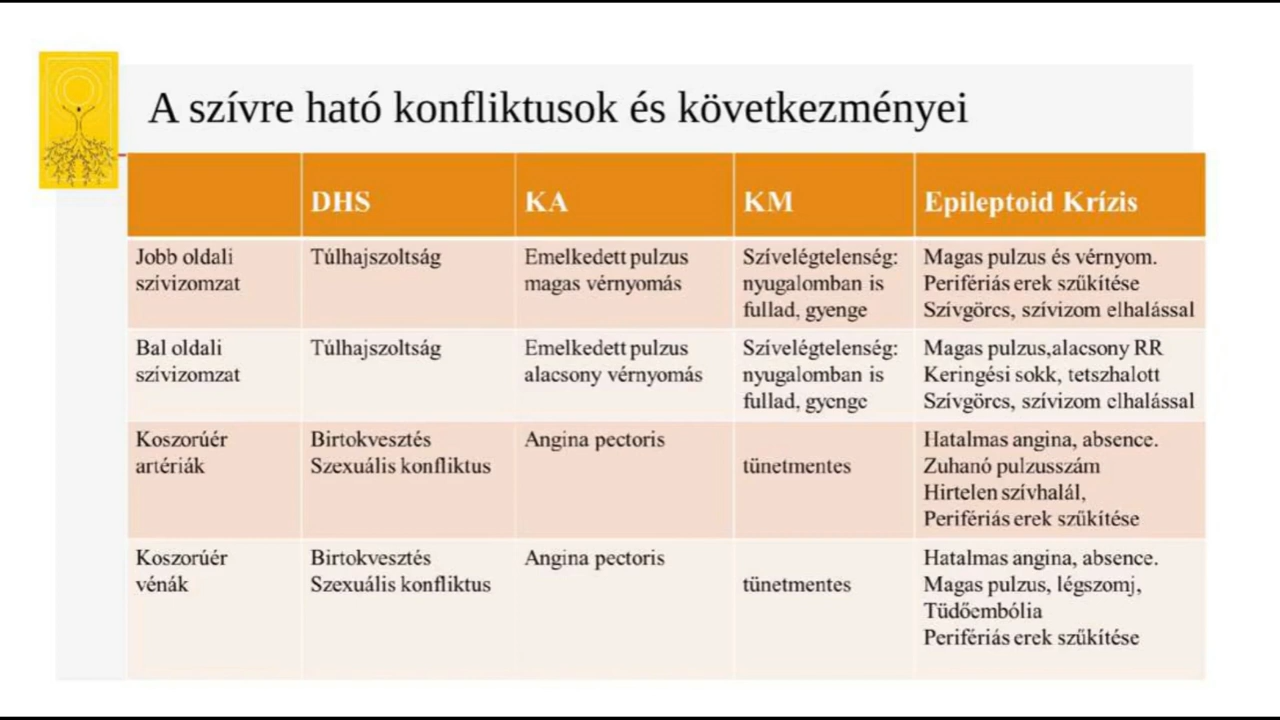 A szívre ható konfliktusok és következményei
DHS KA KM Epileptoid Krízis
Jobb oldali Túlhajszoltság Emelkedett pulzus Szívelégtelenség: Magas pulzus és vérnyom.
szívizomzat magas vérnyomás nyugalomban is Perifériás erek szűkítése
fullad, gyenge Szívgörcs, szívizom elhalással
Bal oldali Túlhajszoltság Emelkedett pulzus Szívelégtelenség: Magas pulzus,alacsony RR
szívizomzat alacsony vérnyomás nyugalomban is Keringési sokk, tetszhalott
fullad, gyenge Szívgörcs, szívizom elhalással
Koszorúér Birtokvesztés Angina pectoris Hatalmas angina, absence.
artériák Szexuális konfliktus tünetmentes Zuhanó pulzusszám
Hirtelen szívhalál,
Perifériás erek szűkítése
Koszorúér Birtokvesztés Angina pectoris Hatalmas angina, absence.
vénák Szexuális konfliktus tünetmentes Magas pulzus, légszomj,
Tüdőembólia
Perifériás erek szűkítése